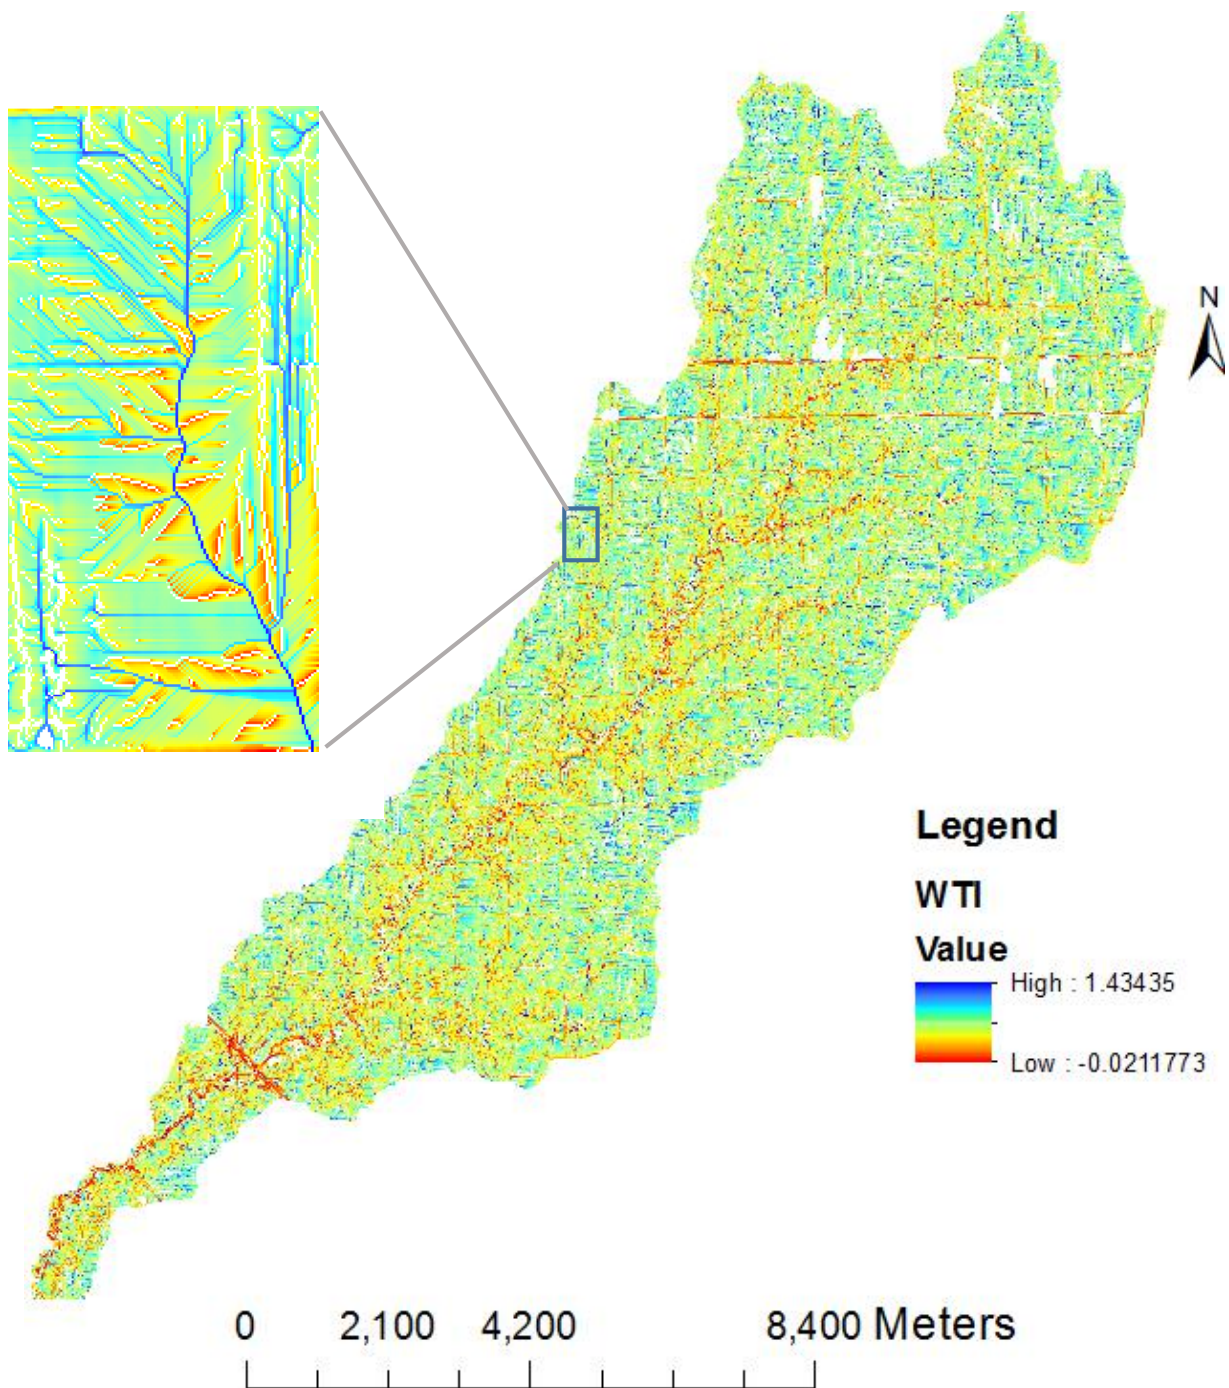 N
Legend
WTI
Value
High : 1.43435
Low : -0.0211773
0 2,100 4,200 8,400 Meters